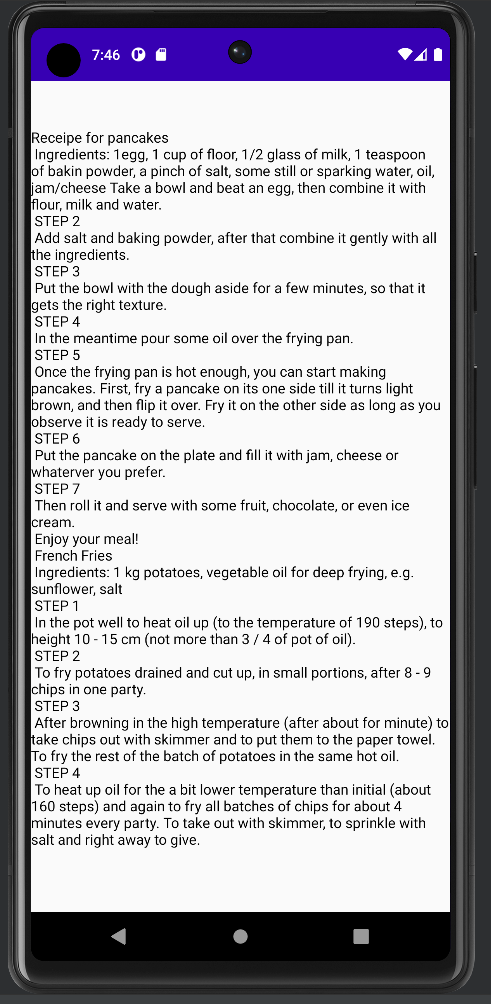 7:46
Receipe for pancakes
Ingredients: 1egg, 1 cup of floor, 1/2 glass of milk, 1 teaspoon
of bakin powder, a pinch of salt, some still or sparking water, oil,
jam/cheese Take a bowl and beat an egg, then combine it with
flour, milk and water.
STEP 2
Add salt and baking powder, after that combine it gently with all
the ingredients.
STEP 3
Put the bowl with the dough aside for a few minutes, so that it
gets the right texture.
STEP 4
In the meantime pour some oil over the frying pan.
STEP 5
Once the frying pan is hot enough, you can start making
pancakes. First, fry a pancake on its one side till it turns light
brown, and then flip it over. Fry it on the other side as long as you
observe it is ready to serve.
STEP 6
Put the pancake on the plate and fill it with jam, cheese or
whaterver you prefer.
STEP 7
Then roll it and serve with some fruit, chocolate, or even ice
cream.
Enjoy your meal!
French Fries
Ingredients: 1 kg potatoes, vegetable oil for deep frying, e.g.
sunflower, salt
STEP 1
In the pot well to heat oil up (to the temperature of 190 steps), to
height 10 - 15 cm (not more than 3 / 4 of pot of oil).
STEP 2
To fry potatoes drained and cut up, in small portions, after 8 - 9
chips in one party.
STEP 3
After browning in the high temperature (after about for minute) to
take chips out with skimmer and to put them to the paper towel.
To fry the rest of the batch of potatoes in the same hot oil.
STEP 4
To heat up oil for the a bit lower temperature than initial (about
160 steps) and again to fry all batches of chips for about 4
minutes every party. To take out with skimmer, to sprinkle with
salt and right away to give.